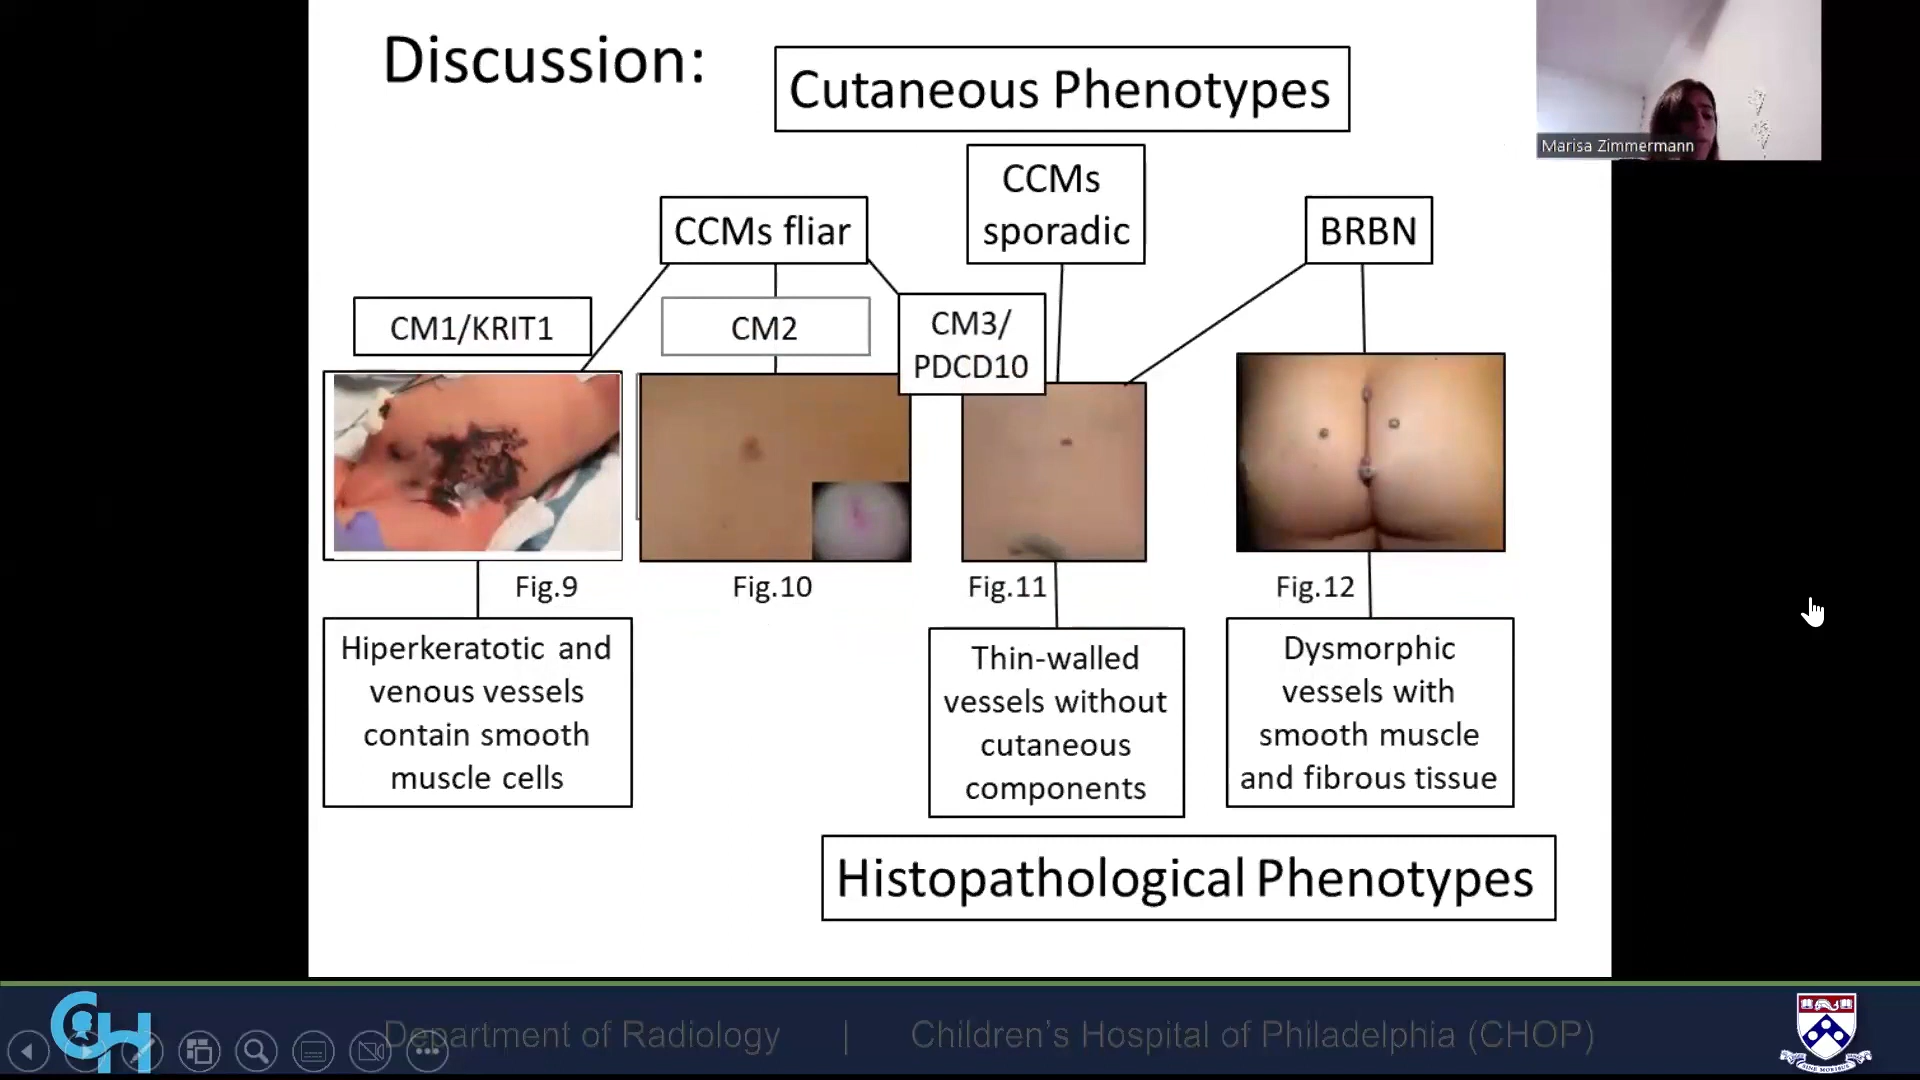 Discussion:
Cutaneous Phenotypes
Marisa Zimmermann
CCMs fliar
CCMs
sporadic
BRBN
CM1/KRIT1
CM2
CM3/
PDCD10
Fig.9
Fig.10
Fig.11
Fig.12
Hiperkeratotic and
venous vessels
contain smooth
muscle cells
Thin-walled
vessels without
cutaneous
components
Dysmorphic
vessels with
smooth muscle
and fibrous tissue
Histopathological Phenotypes
CH
Department of Radiology | Children's Hospital of Philadelphia (CHOP)